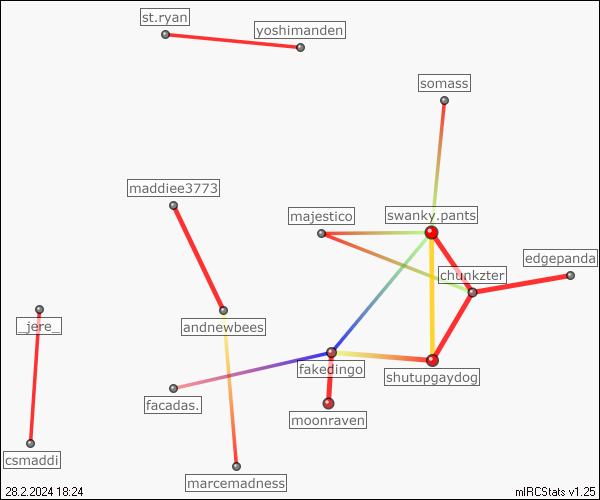 st.ryan
yoshimanden
somass
maddiee3773
majestico
swanky.pants
edgepanda
chunkzter
_jere_
andnewbees
fakedingo
shutupgaydog
facadas.
moonraven
csmaddi
marcemadness
28.2.2024 18:24
mIRCStats v1.25